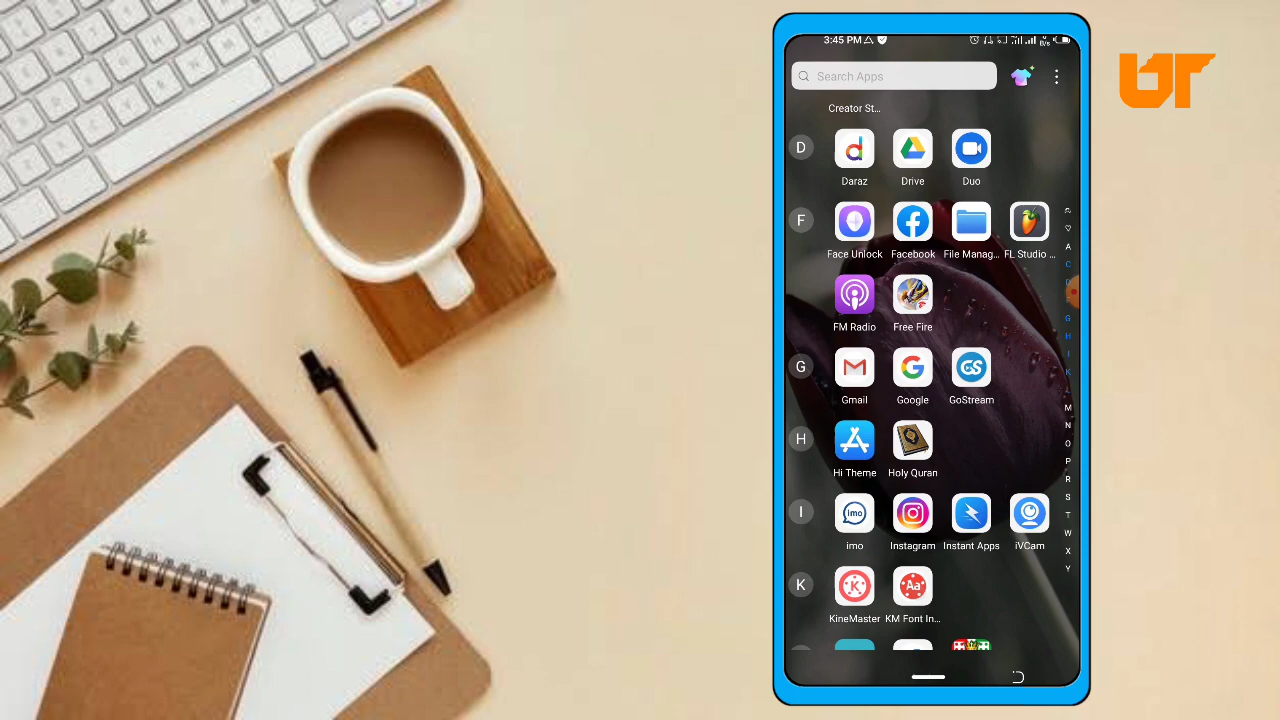 UT
3:45 PM
Search Apps
Creator St...
D
Daraz
Drive
Duo
F
Face Unlock
Facebook
File Manag...
FL Studio ...
FM Radio
Free Fire
G
Gmail
Google
GoStream
H
Hi Theme
Holy Quran
I
imo
Instagram
Instant Apps
iVCam
K
KineMaster
KM Font In...
A
C
G
H
I
K
M
N
O
P
R
S
T
W
X
Y